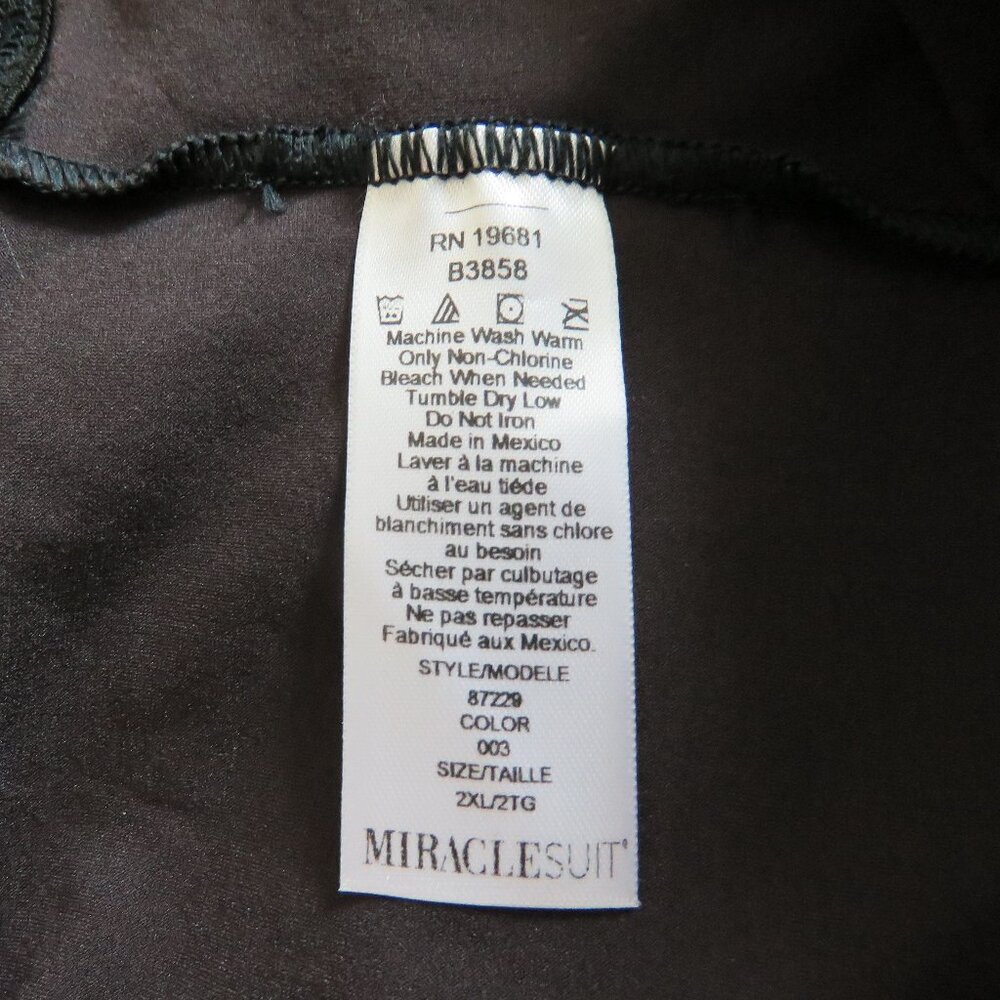 RN 19681
B3858
Machine Wash Warm
Only Non-Chlorine
Bleach When Needed
Tumble Dry Low
Do Not Iron
Made in Mexico
Laver à la machine
à l'eau tiéde
Utiliser un agent de
blanchiment sans chlore
au besoin
Sécher par culbutage
à basse température
Ne pas repasser
Fabriqué aux Mexico.
STYLE/MODELE
87229
COLOR
003
SIZE/TAILLE
2XL/2TG
MIRACLESUIT®